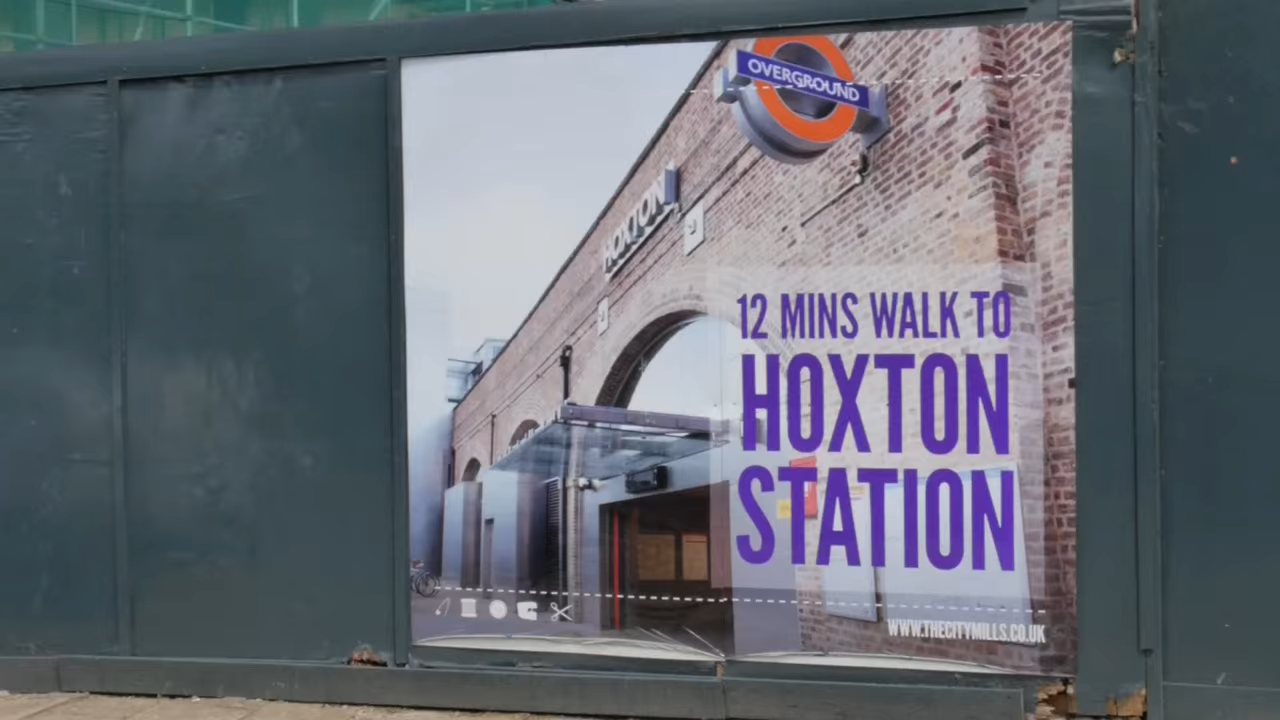 OVERGROUND
HOXTON
12 MINS WALK TO
HOXTON
STATION
WWW.THECITYMILLS.CO.UK